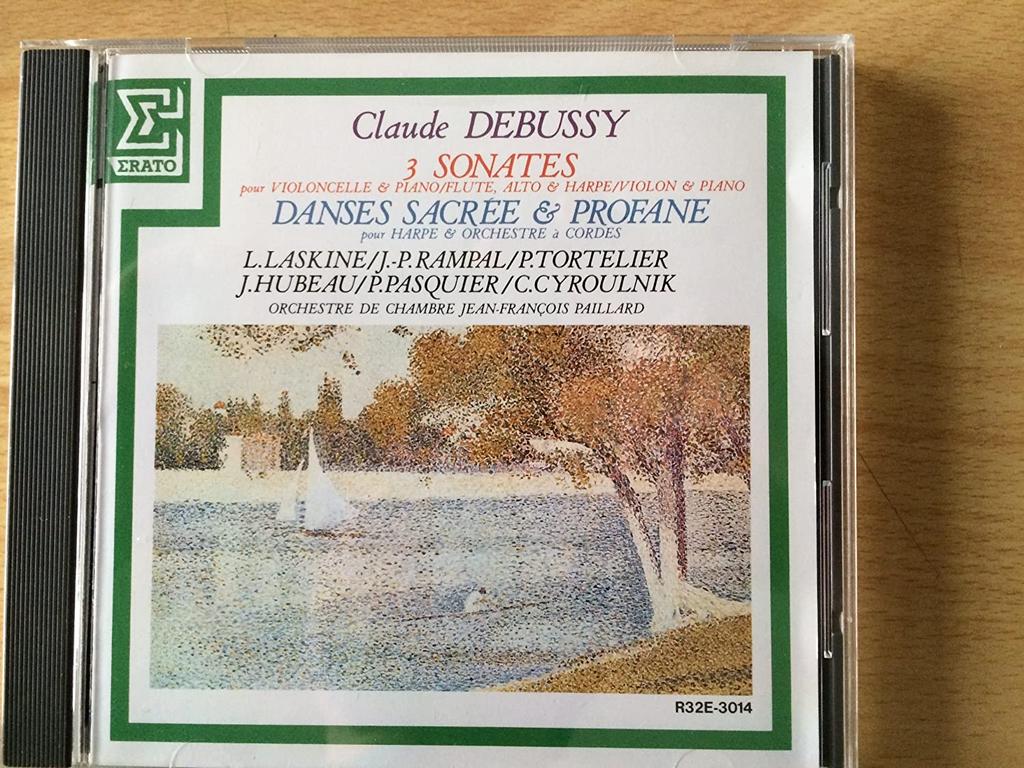 ERATO
Claude DEBUSSY
3 SONATES
pour VIOLONCELLE & PIANO/FLUTE, ALTO & HARPE/VIOLON & PIANO
DANSES SACRÉE & PROFANE
pour HARPE & ORCHESTRE à CORDES
L.LASKINE/J.-P.RAMPAL/P.TORTELIER
J.HUBEAU/P.PASQUIER/C.CYROULNIK
ORCHESTRE DE CHAMBRE JEAN-FRANÇOIS PAILLARD
R32E-3014